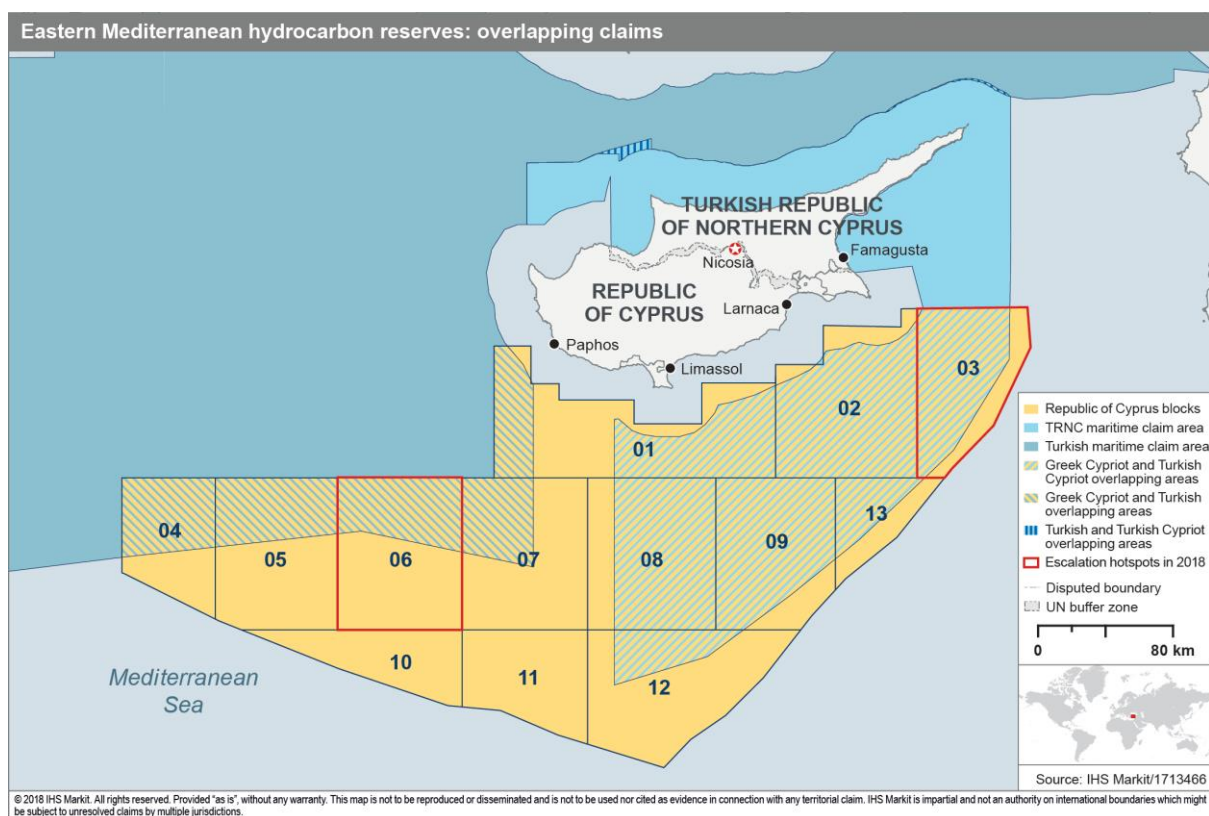 Eastern Mediterranean hydrocarbon reserves: overlapping claims
TURKISH REPUBLIC
OF NORTHERN CYPRUS
Nicosia
Famagusta
REPUBLIC
OF CYPRUS
Larnaca
Paphos
Limassol
03
02
01
04
05
06
07
08
09
13
10
11
12
Mediterranean
Sea
Republic of Cyprus blocks
TRNC maritime claim area
Turkish maritime claim area
Greek Cypriot and Turkish
Cypriot overlapping areas
Greek Cypriot and Turkish
overlapping areas
Turkish and Turkish Cypriot
overlapping areas
Escalation hotspots in 2018
Disputed boundary
UN buffer zone
0 80 km
Source: IHS Markit/1713466
© 2018 IHS Markit. All rights reserved. Provided "as is", without any warranty. This map is not to be reproduced or disseminated and is not to be used nor cited as evidence in connection with any territorial claim. IHS Markit is impartial and not an authority on international boundaries which might
be subject to unresolved claims by multiple jurisdictions.